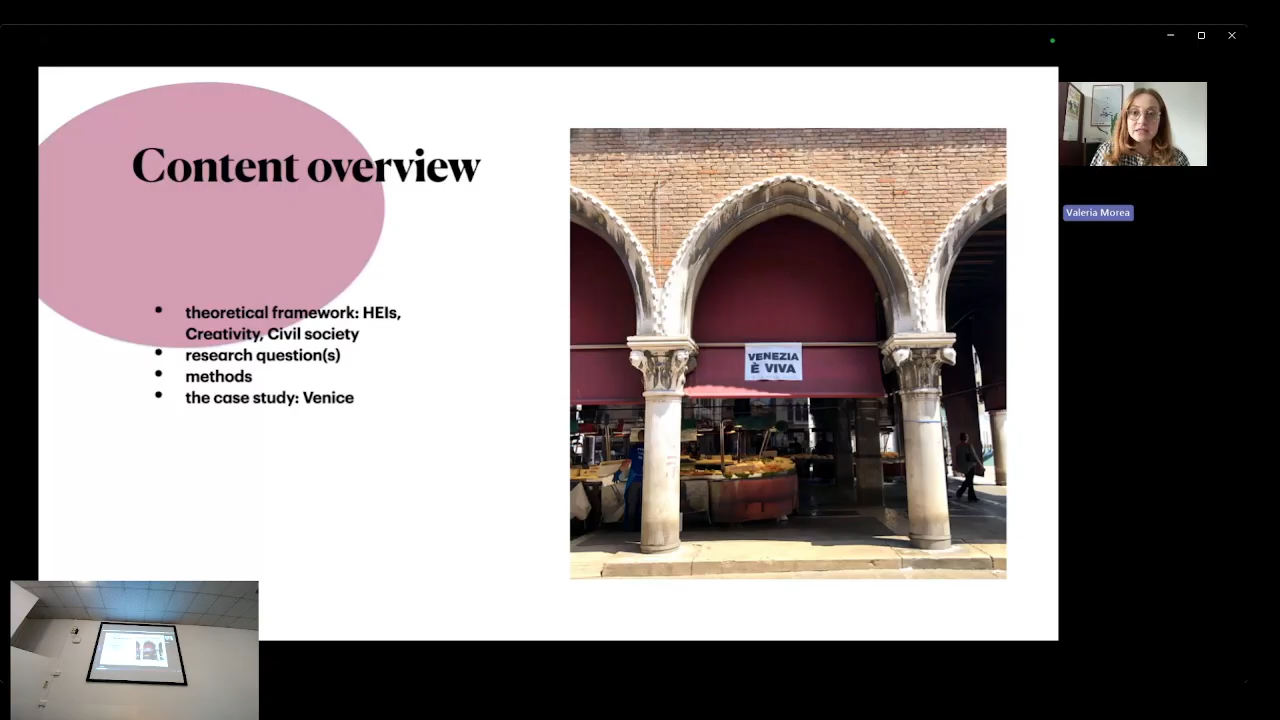 Content overview
• theoretical framework: HEIs,
Creativity, Civil society
• research question(s)
• methods
• the case study: Venice
VENEZIA
È VIVA
Valeria Morea